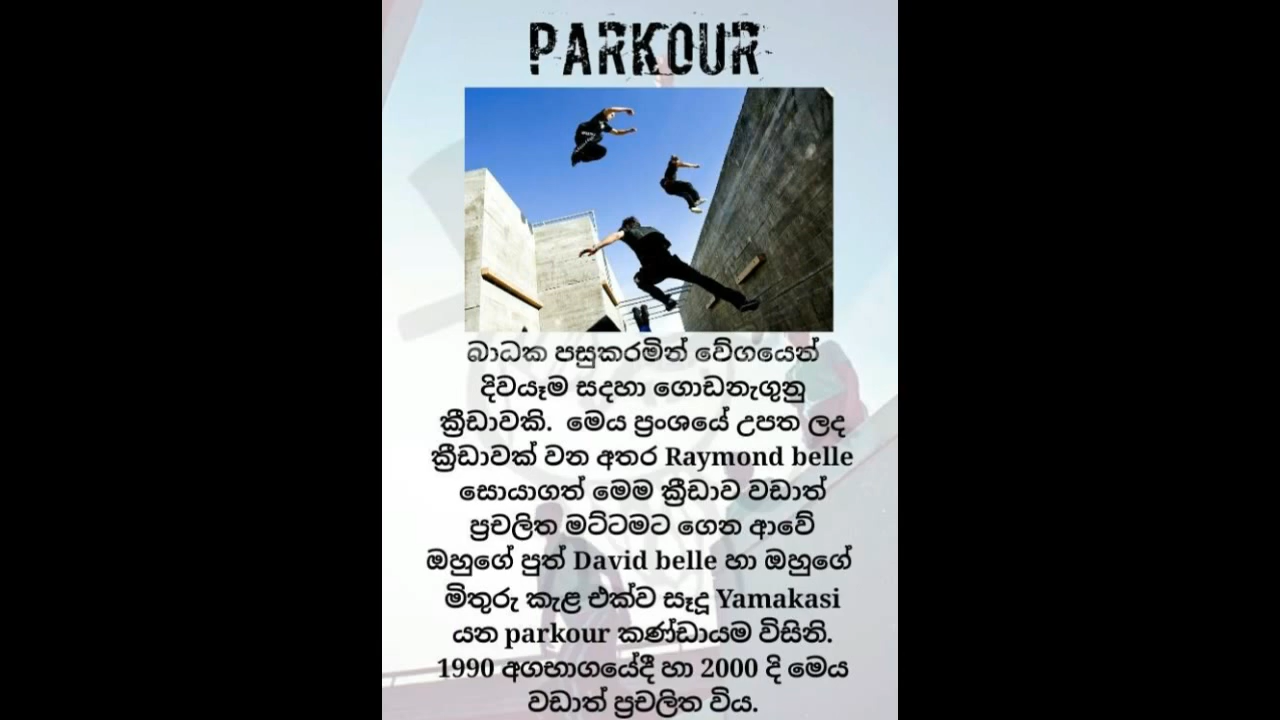 PARKOUR
බාධක පසුකරමින් වේගයෙන්
දිවයෑම සදහා ගොඩනැගුනු
ක්‍රීඩාවකි. මෙය ප්‍රංශයේ උපත ලද
ක්‍රීඩාවක් වන අතර Raymond belle
සොයාගත් මෙම ක්‍රීඩාව වඩාත්
ප්‍රචලිත මට්ටමට ගෙන ආවේ
ඔහුගේ පුත් David belle හා ඔහුගේ
මිතුරු කැළ එක්ව සෑදූ Yamakasi
යන parkour කණ්ඩායම විසිනි.
1990 අගභාගයේදී හා 2000 දි මෙය
වඩාත් ප්‍රචලිත විය.